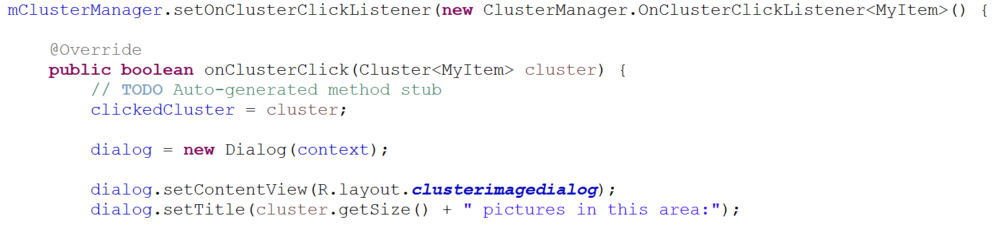 mClusterManager.setOnClusterClickListener(new ClusterManager.OnClusterClickListener<MyItem>() {
@Override
public boolean onClusterClick(Cluster<MyItem> cluster) {
// TODO Auto-generated method stub
clickedCluster = cluster;
dialog = new Dialog(context);
dialog.setContentView(R.layout.clusterimagedialog);
dialog.setTitle(cluster.getSize() + " pictures in this area:");